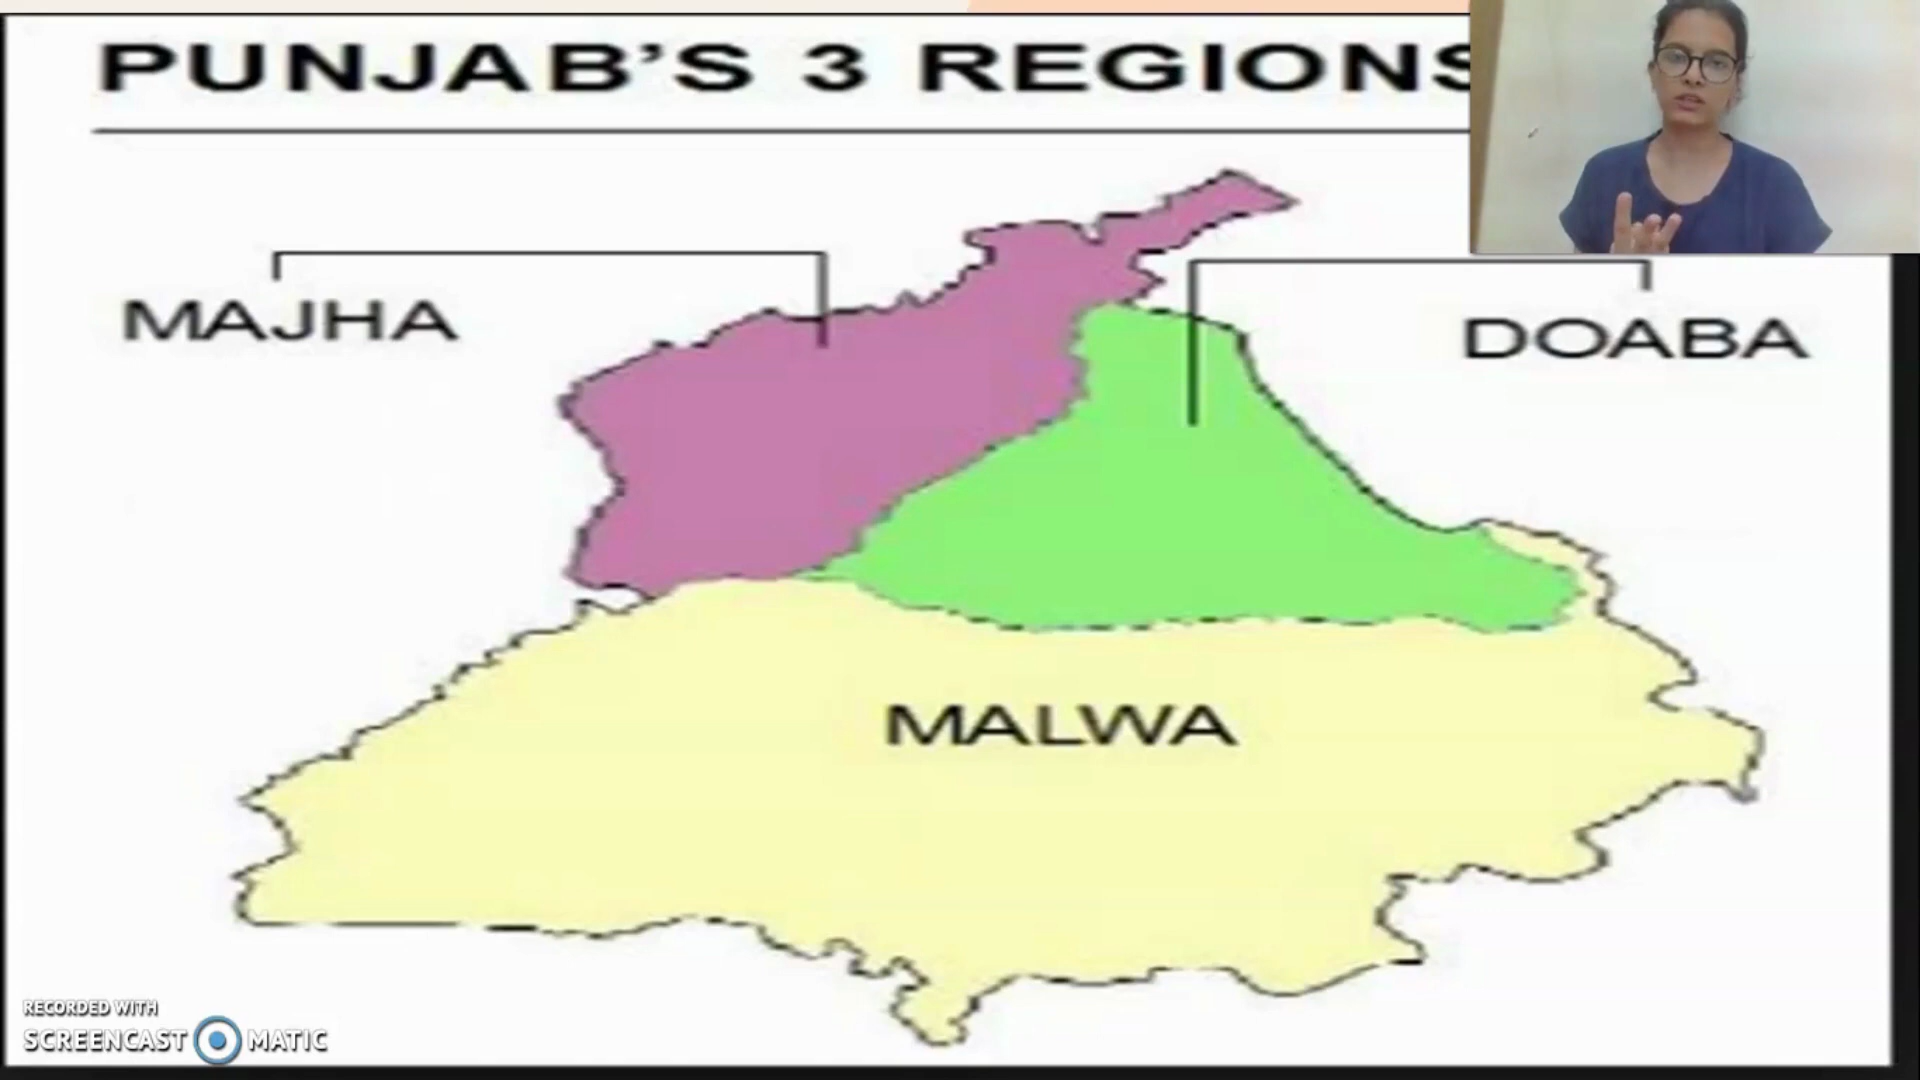 PUNJAB'S 3 REGIONS
MAJHA
DOABA
MALWA
RECORDED WITH
SCREENCAST MATIC